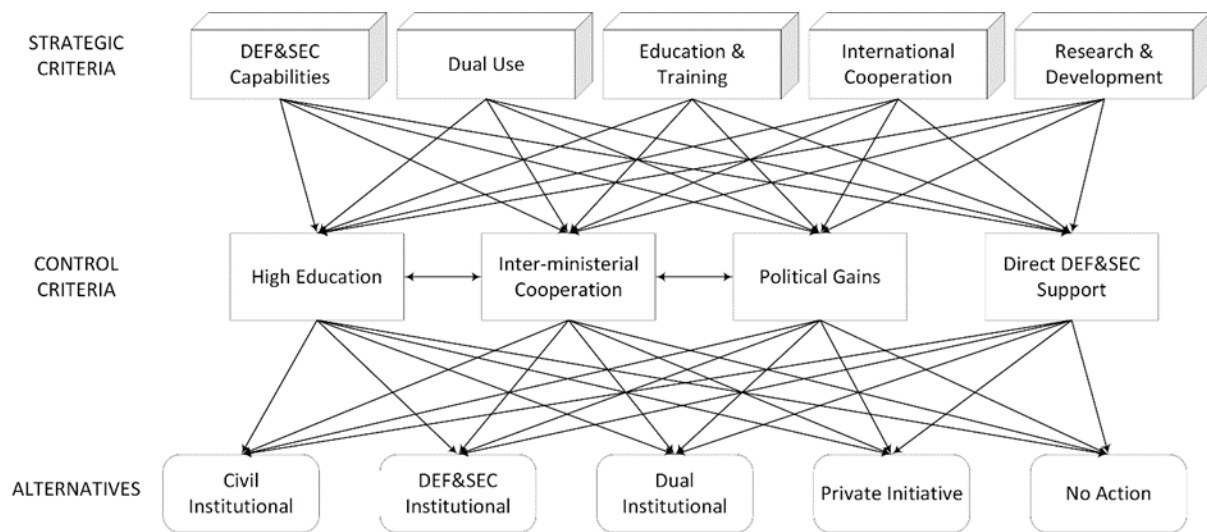 STRATEGIC
CRITERIA
DEF&SEC
Capabilities
Dual Use
Education &
Training
International
Cooperation
Research &
Development
CONTROL
CRITERIA
High Education
Inter-ministerial
Cooperation
Political Gains
Direct DEF&SEC
Support
ALTERNATIVES
Civil
Institutional
DEF&SEC
Institutional
Dual
Institutional
Private Initiative
No Action